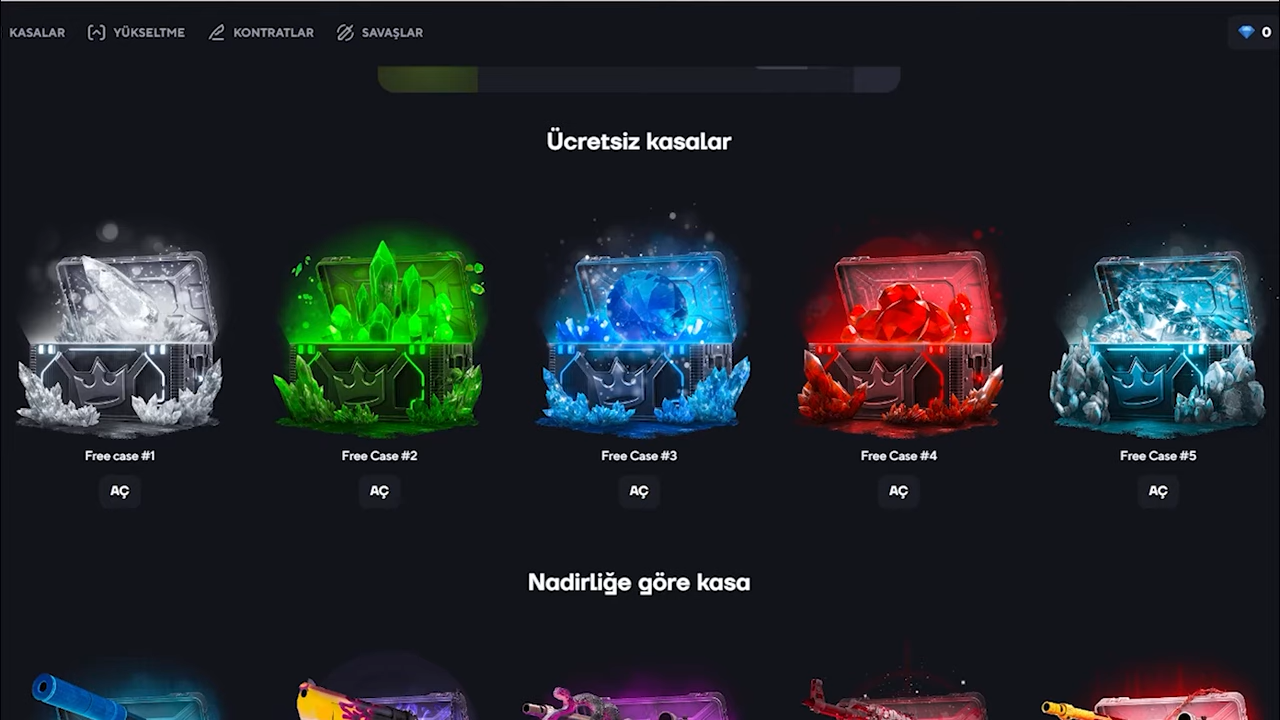 KASALAR YÜKSELTME KONTRATLAR SAVAŞLAR 0
Ücretsiz kasalar
Free case #1 Free Case #2 Free Case #3 Free Case #4 Free Case #5
AÇ AÇ AÇ AÇ AÇ
Nadirliğe göre kasa